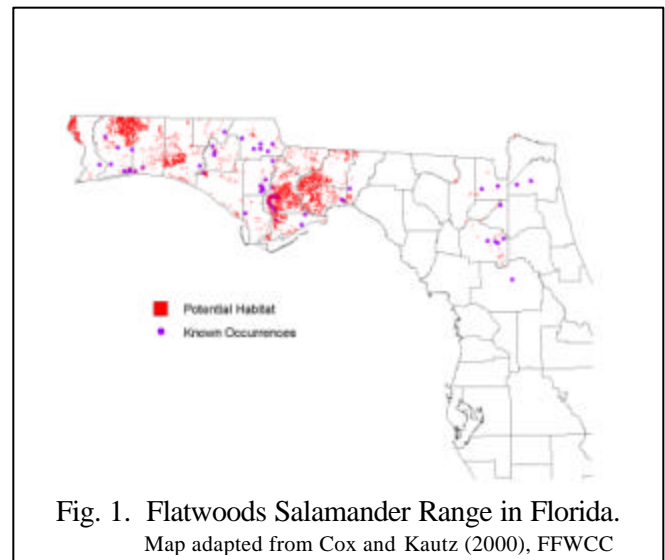 Potential Habitat
Known Occurrences
Fig. 1.  Flatwoods Salamander Range in Florida.
Map adapted from Cox and Kautz (2000), FFWCC